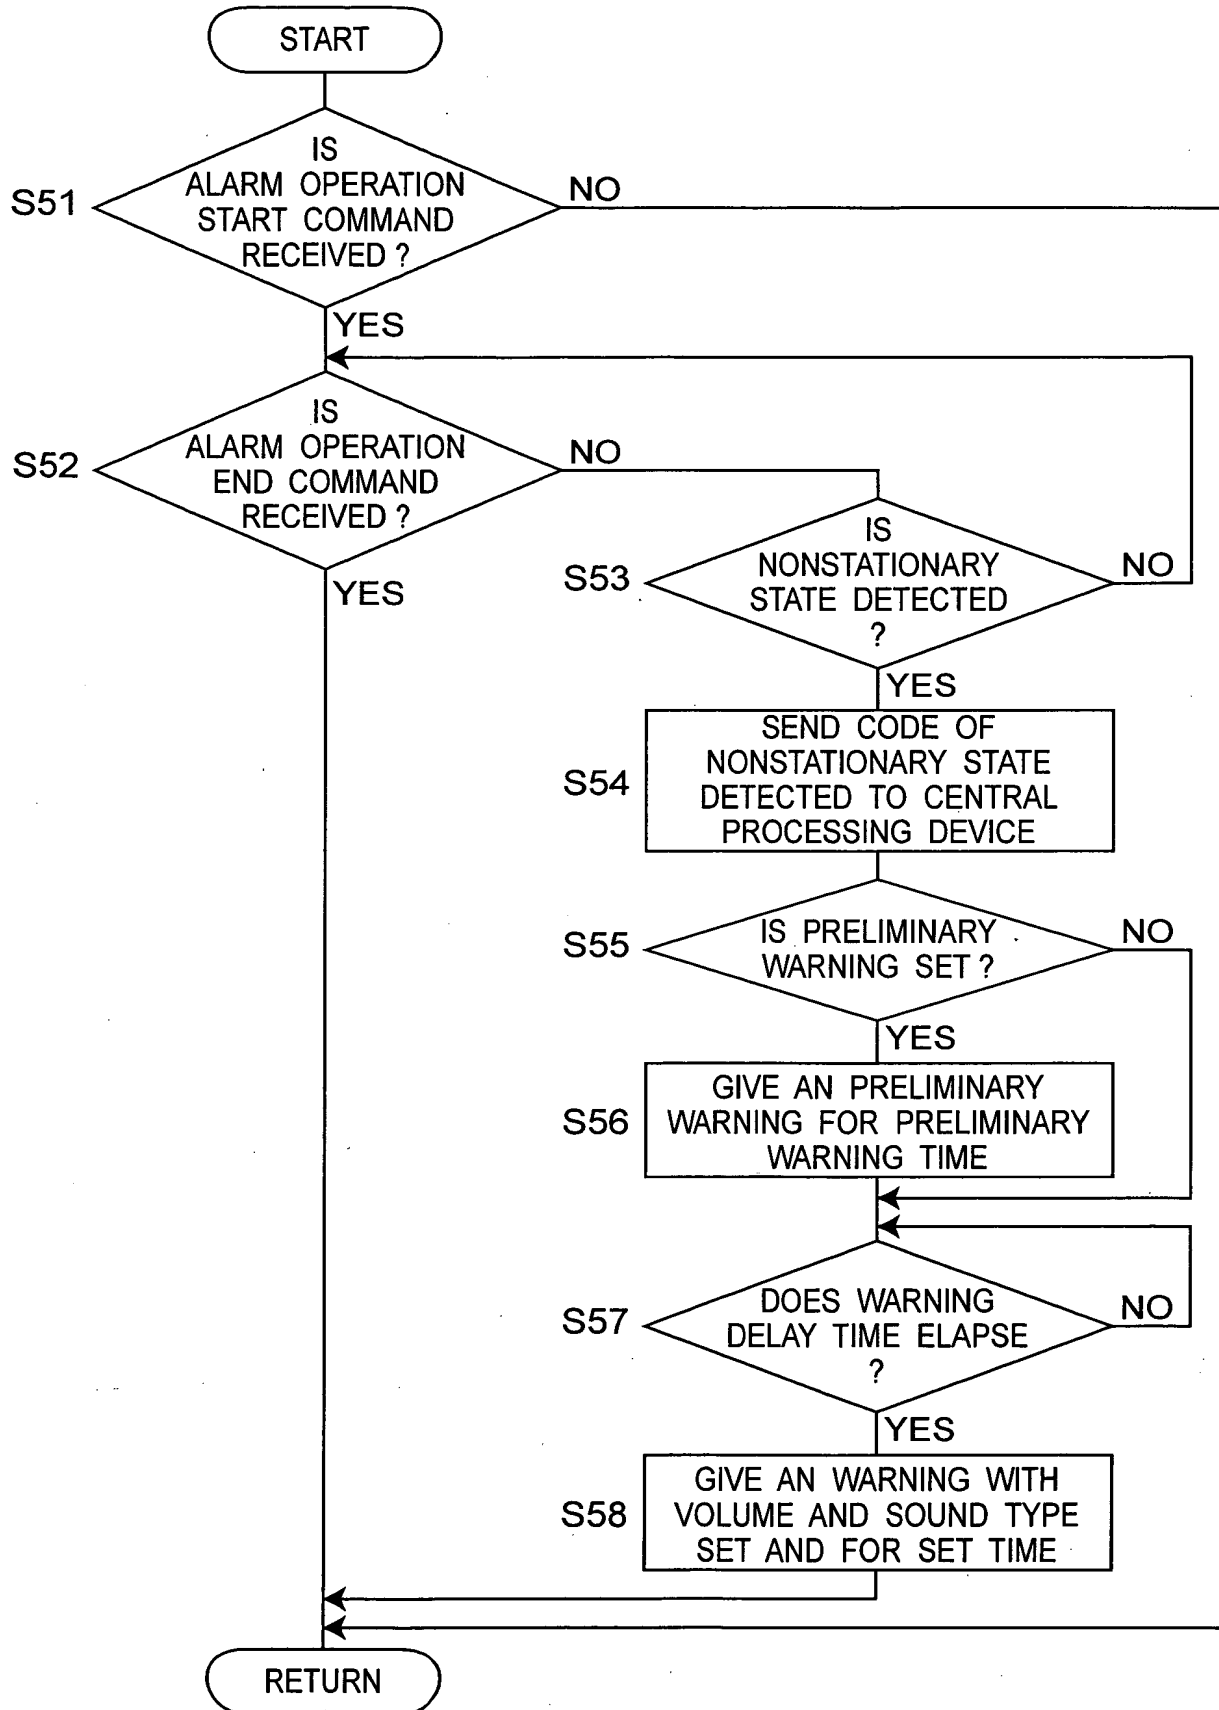 START
IS
ALARM OPERATION
START COMMAND
RECEIVED ?
S51
NO
YES
IS
ALARM OPERATION
END COMMAND
RECEIVED ?
S52
NO
YES
IS
NONSTATIONARY
STATE DETECTED
?
S53
NO
YES
SEND CODE OF
NONSTATIONARY STATE
DETECTED TO CENTRAL
PROCESSING DEVICE
S54
IS PRELIMINARY
WARNING SET ?
S55
NO
YES
GIVE AN PRELIMINARY
WARNING FOR PRELIMINARY
WARNING TIME
S56
DOES WARNING
DELAY TIME ELAPSE
?
S57
NO
YES
GIVE AN WARNING WITH
VOLUME AND SOUND TYPE
SET AND FOR SET TIME
S58
RETURN